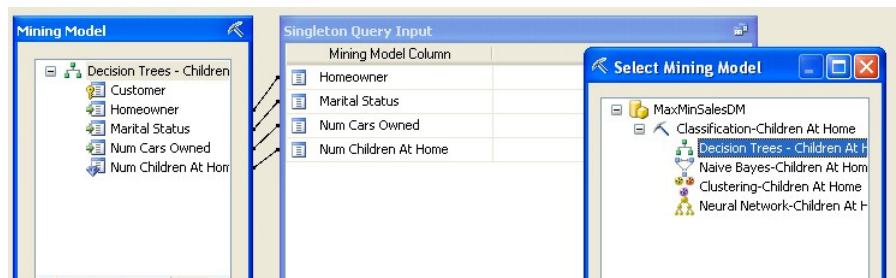 Mining Model
Decision Trees - Children
Customer
Homeowner
Marital Status
Num Cars Owned
Num Children At Hom
Singleton Query Input
Mining Model Column
Homeowner
Marital Status
Num Cars Owned
Num Children At Home
Select Mining Model
MaxMinSalesDM
Classification-Children At Home
Decision Trees - Children At H
Naive Bayes-Children At Hom
Clustering-Children At Home
Neural Network-Children At H